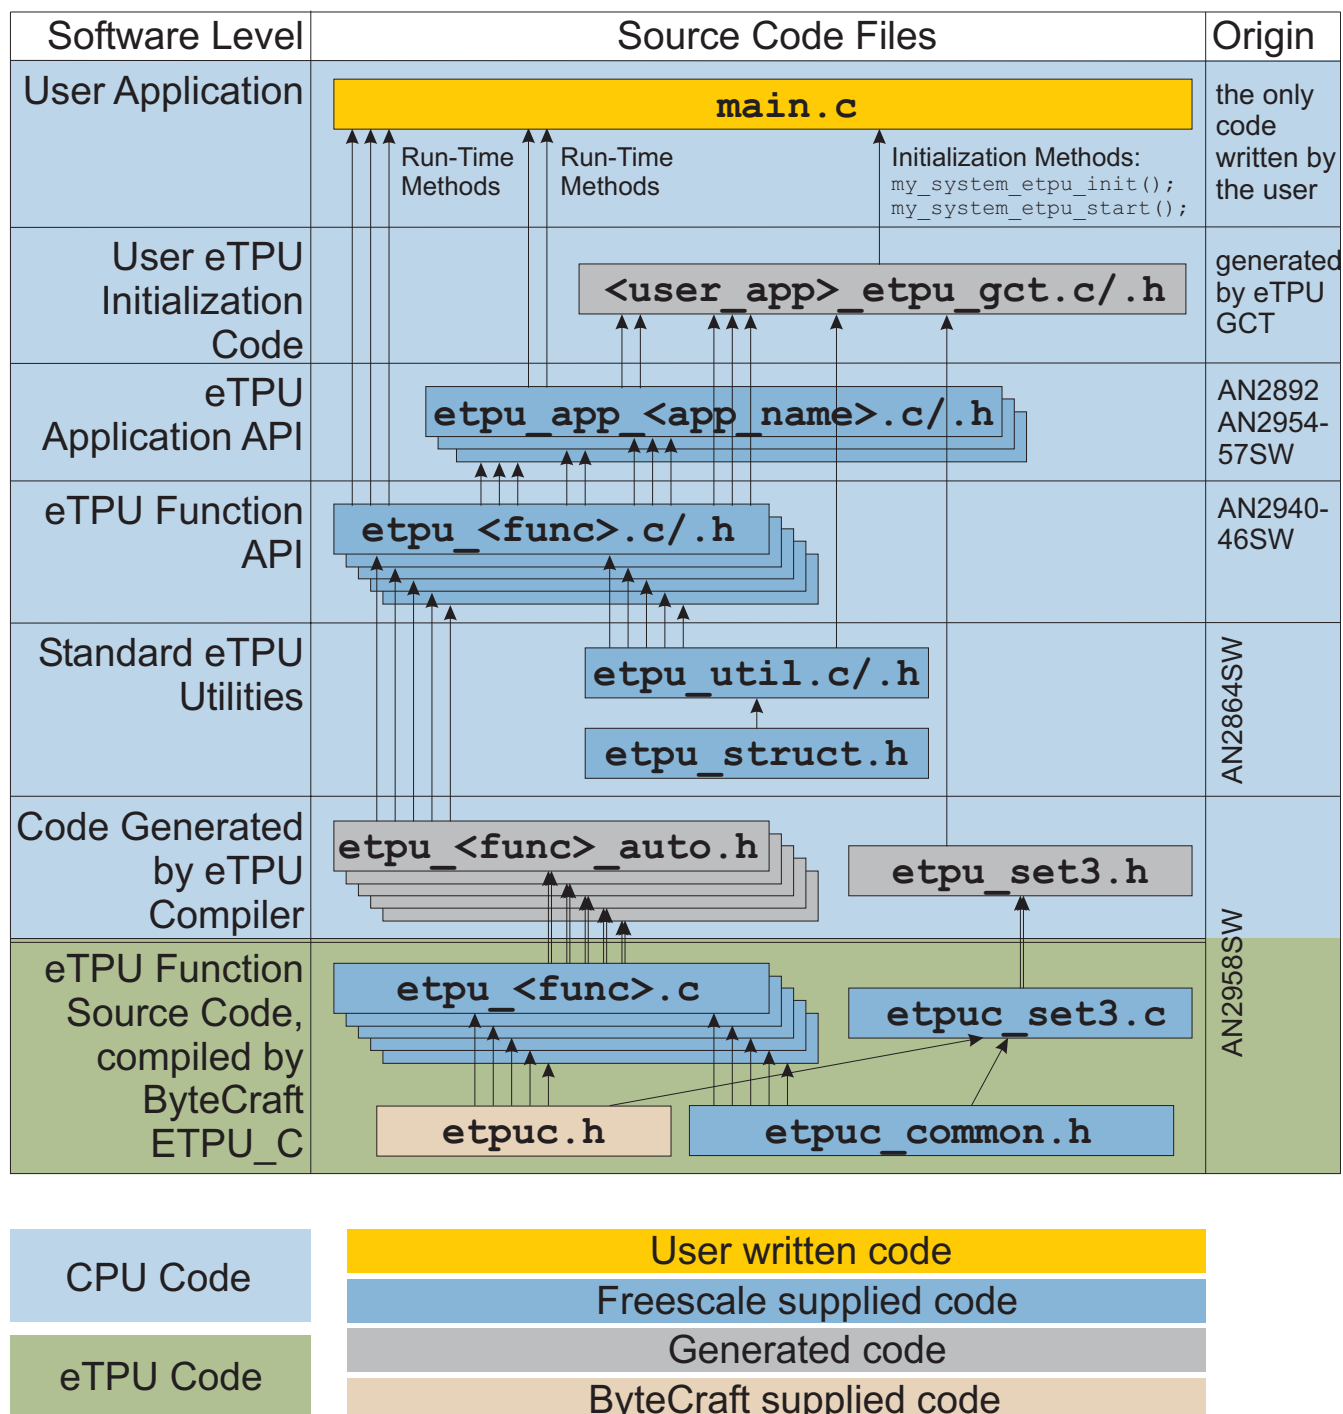 Software Level
Source Code Files
Origin
User Application
main.c
the only
code
written by
the user
Run-Time
Methods
Run-Time
Methods
Initialization Methods:
my_system_etpu_init();
my_system_etpu_start();
User eTPU
Initialization
Code
<user_app>_etpu_gct.c/.h
generated
by eTPU
GCT
eTPU
Application API
etpu_app_<app_name>.c/.h
AN2892
AN2954-
57SW
eTPU Function
API
etpu_<func>.c/.h
AN2940-
46SW
Standard eTPU
Utilities
etpu_util.c/.h
etpu_struct.h
AN2864SW
Code Generated
by eTPU
Compiler
etpu_<func>_auto.h
etpu_set3.h
AN2958SW
eTPU Function
Source Code,
compiled by
ByteCraft
ETPU_C
etpu_<func>.c
etpuc_set3.c
etpuc.h
etpuc_common.h
CPU Code
eTPU Code
User written code
Freescale supplied code
Generated code
ByteCraft supplied code